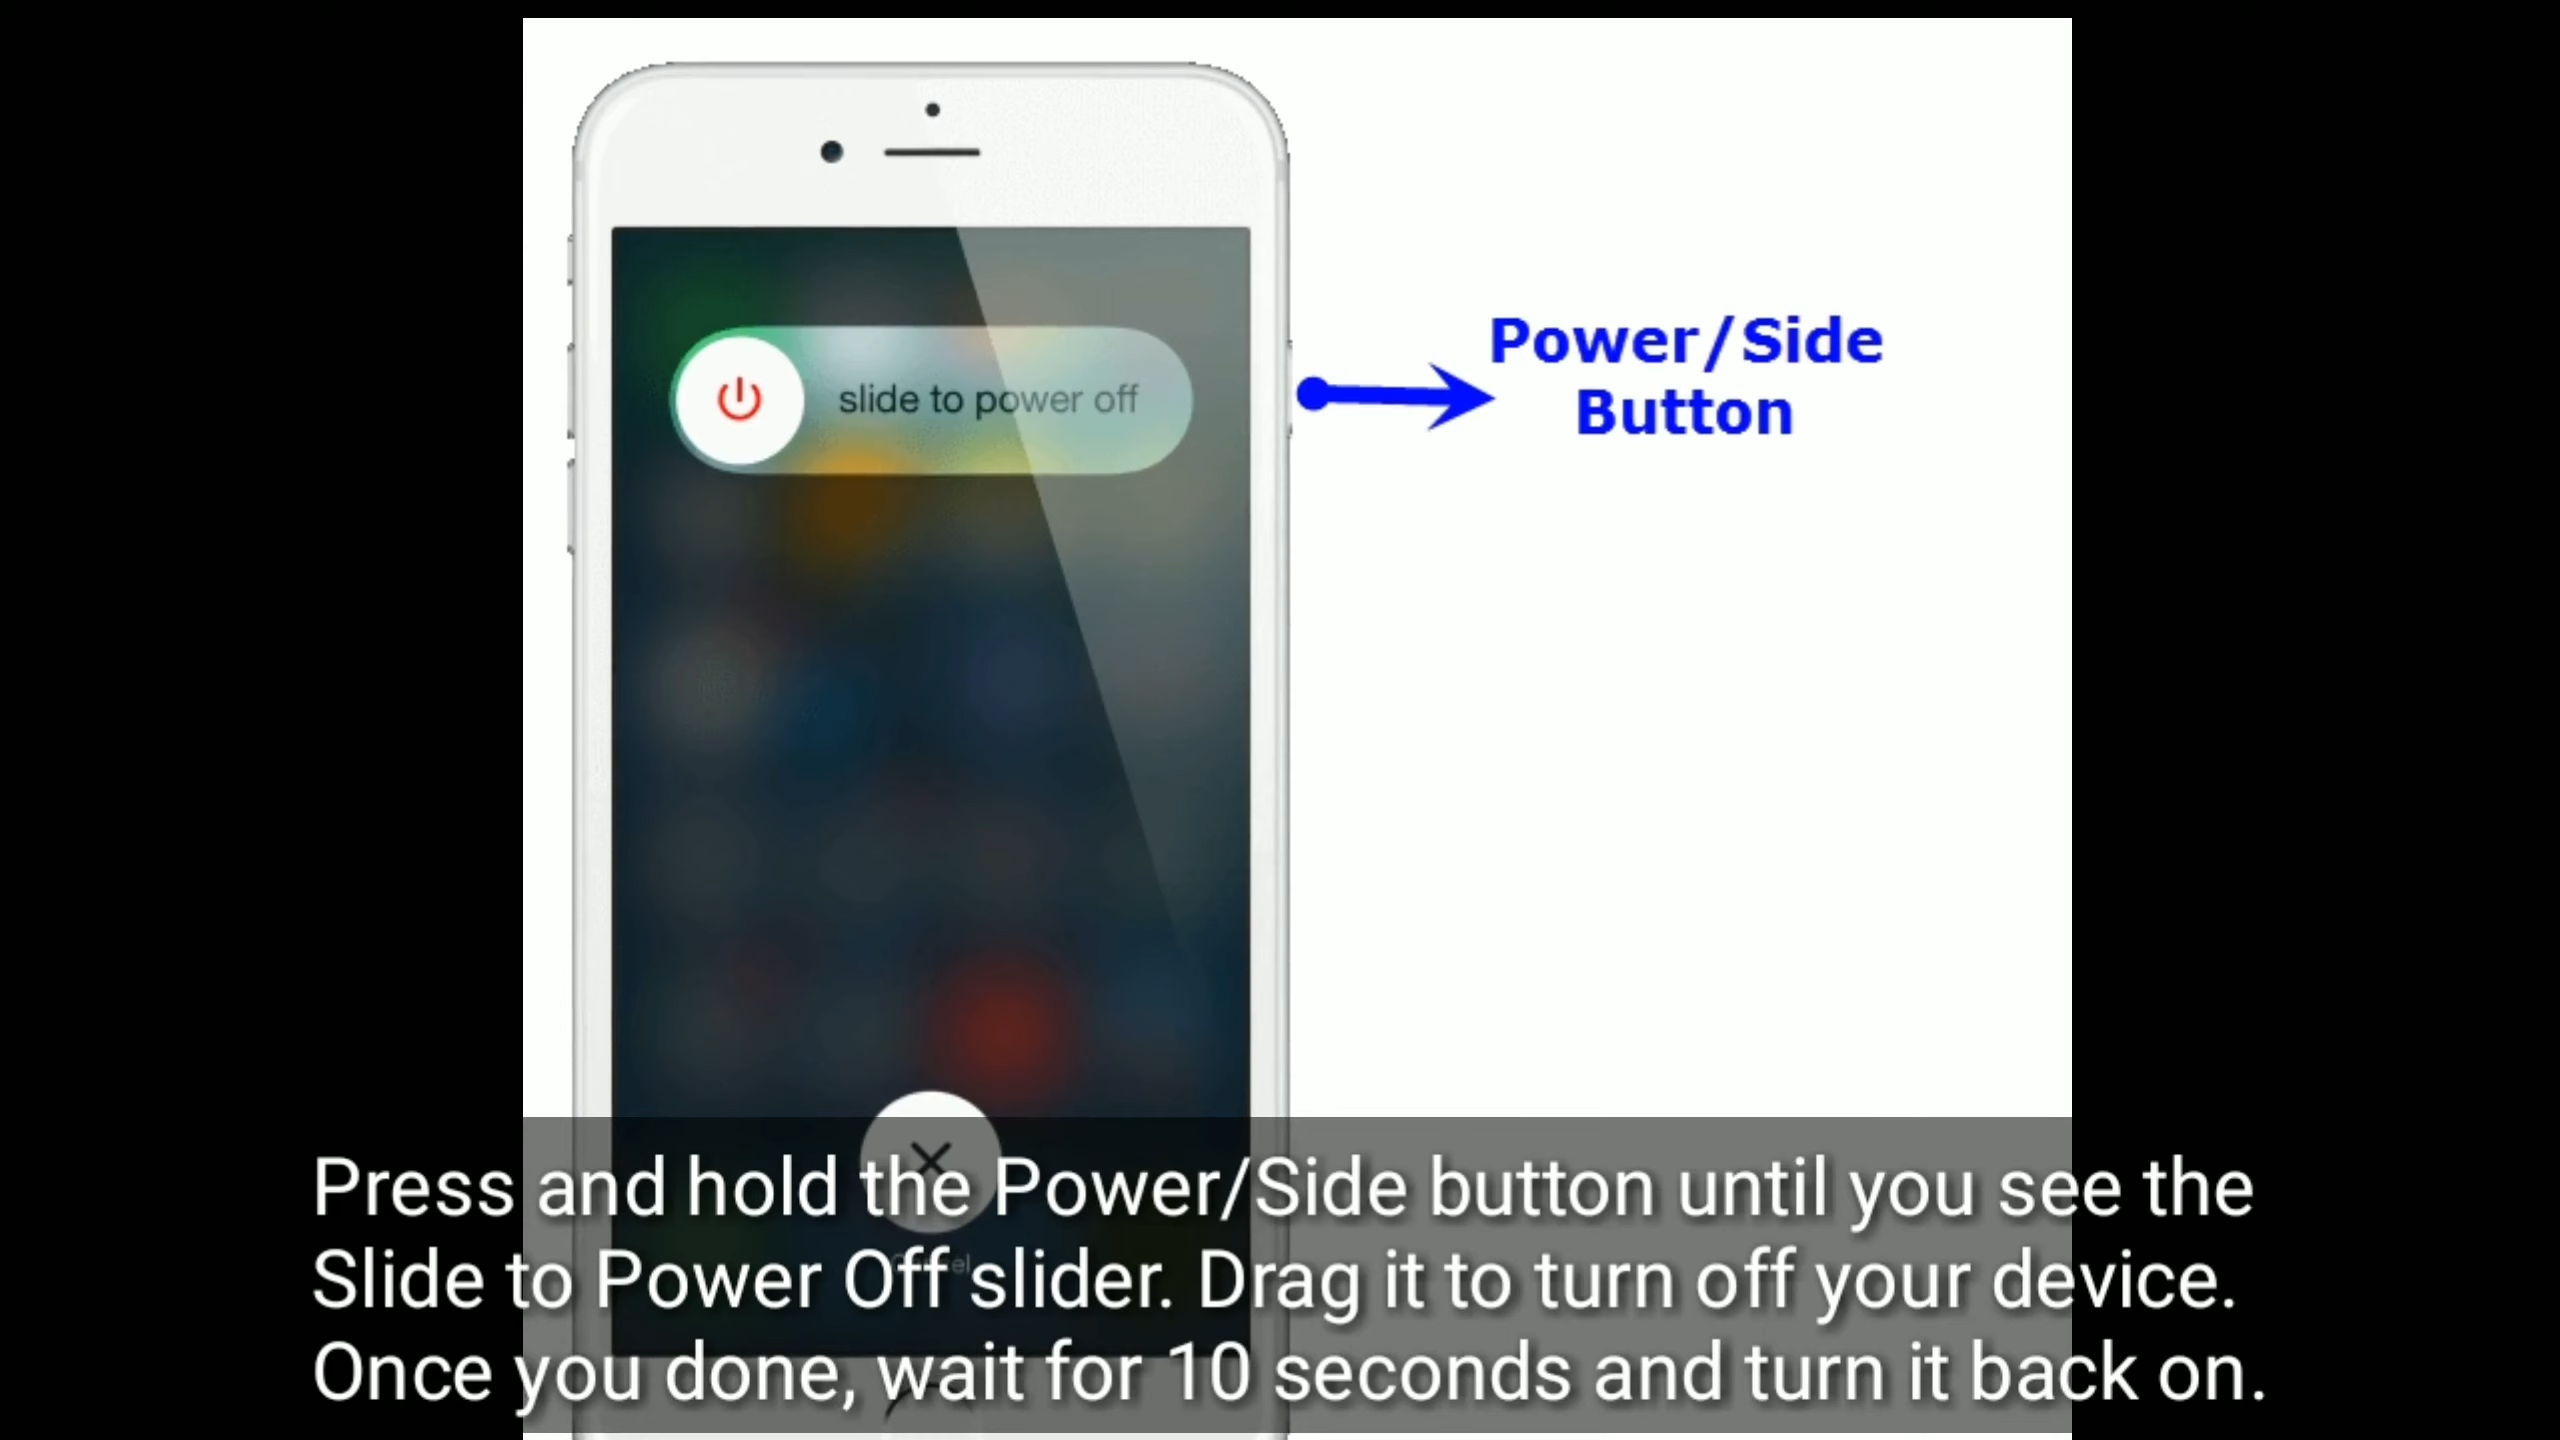 slide to power off
Power/Side
Button
Press and hold the Power/Side button until you see the
Slide to Power Off slider. Drag it to turn off your device.
Once you done, wait for 10 seconds and turn it back on.